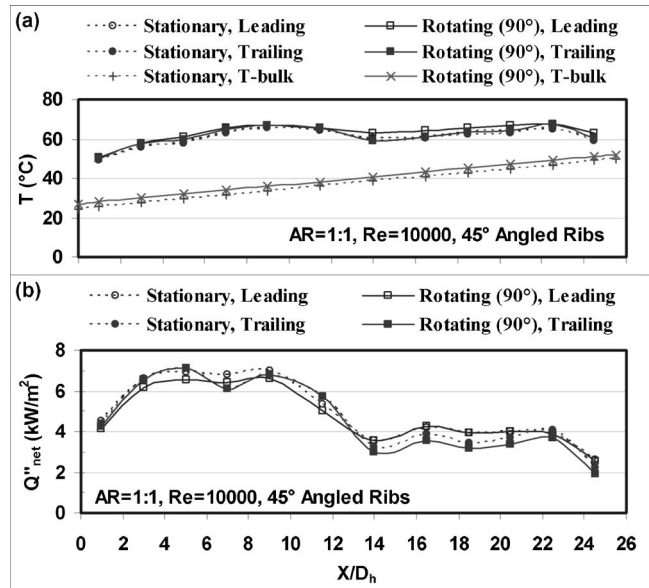 (a)
Stationary, Leading
Rotating (90°), Leading
Stationary, Trailing
Rotating (90°), Trailing
Stationary, T-bulk
Rotating (90°), T-bulk
80
60
40
20
0
T (°C)
AR=1:1, Re=10000, 45° Angled Ribs
(b)
Stationary, Leading
Rotating (90°), Leading
Stationary, Trailing
Rotating (90°), Trailing
8
6
4
2
0
Q"net (kW/m²)
AR=1:1, Re=10000, 45° Angled Ribs
0 2 4 6 8 10 12 14 16 18 20 22 24 26
X/Dh